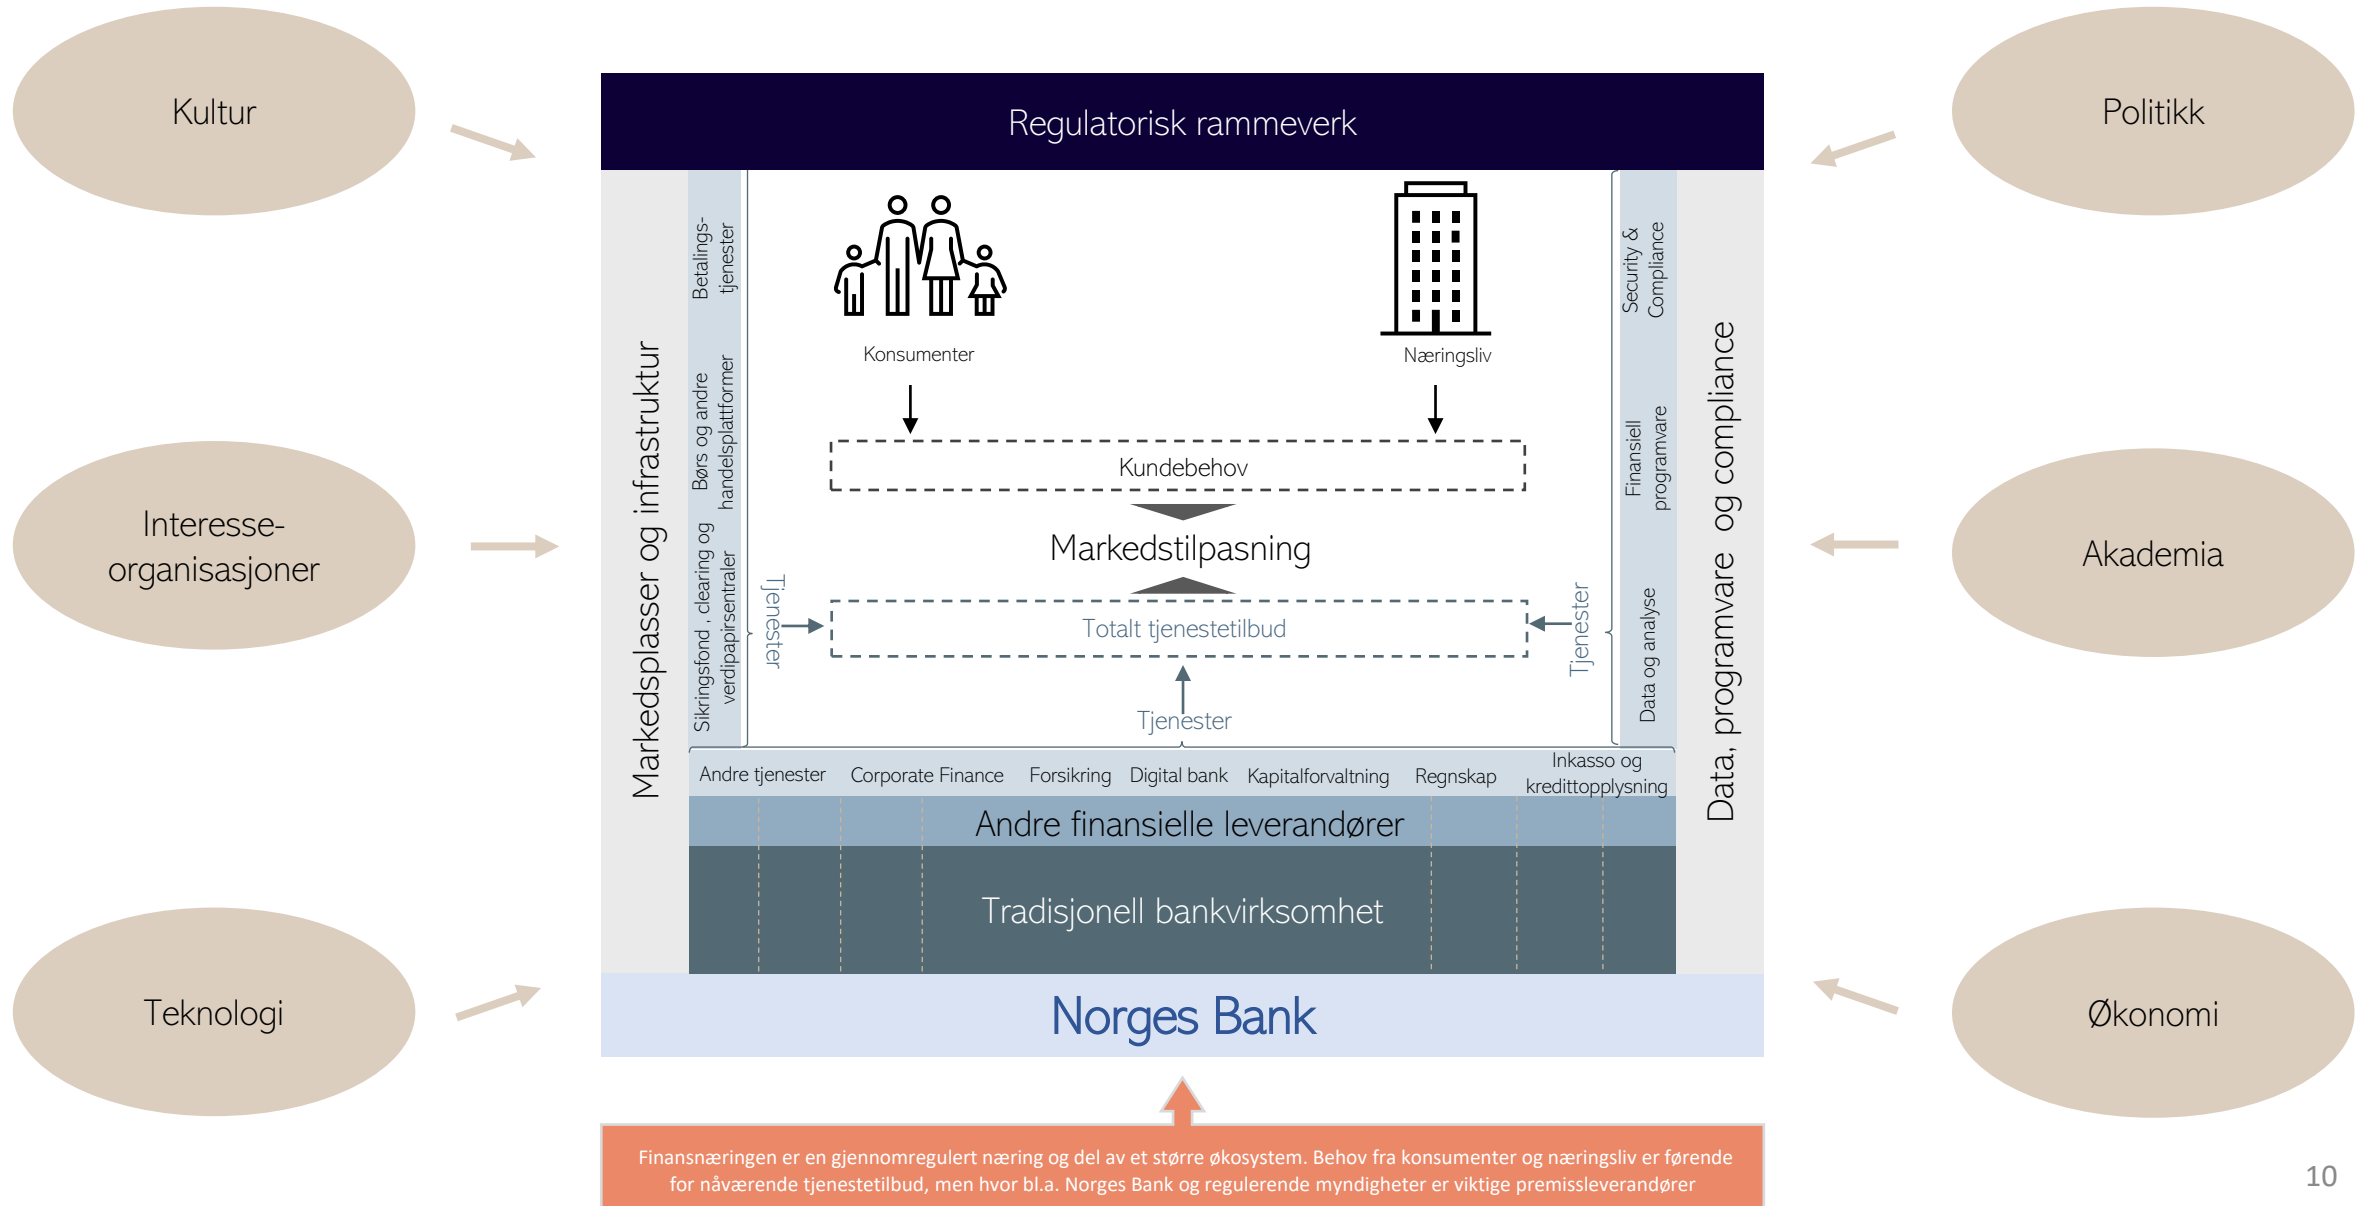 Kultur
Politikk
Regulatorisk rammeverk
Betalings-
tjenester
Security &
Compliance
Konsumenter
Næringsliv
Markedsplasser og infrastruktur
Børs og andre
handelsplattformer
Finansiell
programvare
Data, programvare og compliance
Kundebehov
Interesse-
organisasjoner
Markedstilpasning
Akademia
Sikringsfond , clearing og
verdipapirsentraler
Tjenester
Totalt tjenestetilbud
Tjenester
Data og analyse
Tjenester
Andre tjenester
Corporate Finance
Forsikring
Digital bank
Kapitalforvaltning
Regnskap
Inkasso og
kredittopplysning
Andre finansielle leverandører
Tradisjonell bankvirksomhet
Teknologi
Norges Bank
Økonomi
Finansnæringen er en gjennomregulert næring og del av et større økosystem. Behov fra konsumenter og næringsliv er førende
for nåværende tjenestetilbud, men hvor bl.a. Norges Bank og regulerende myndigheter er viktige premissleverandører
10